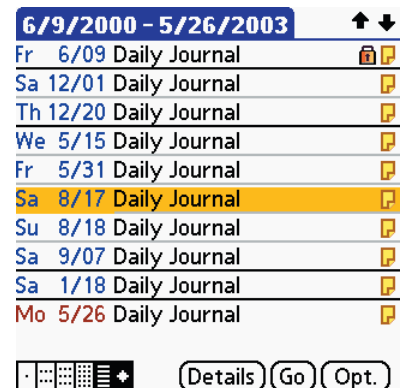 6/9/2000 - 5/26/2003
Fr 6/09 Daily Journal
Sa 12/01 Daily Journal
Th 12/20 Daily Journal
We 5/15 Daily Journal
Fr 5/31 Daily Journal
Sa 8/17 Daily Journal
Su 8/18 Daily Journal
Sa 9/07 Daily Journal
Sa 1/18 Daily Journal
Mo 5/26 Daily Journal
Details Go Opt.